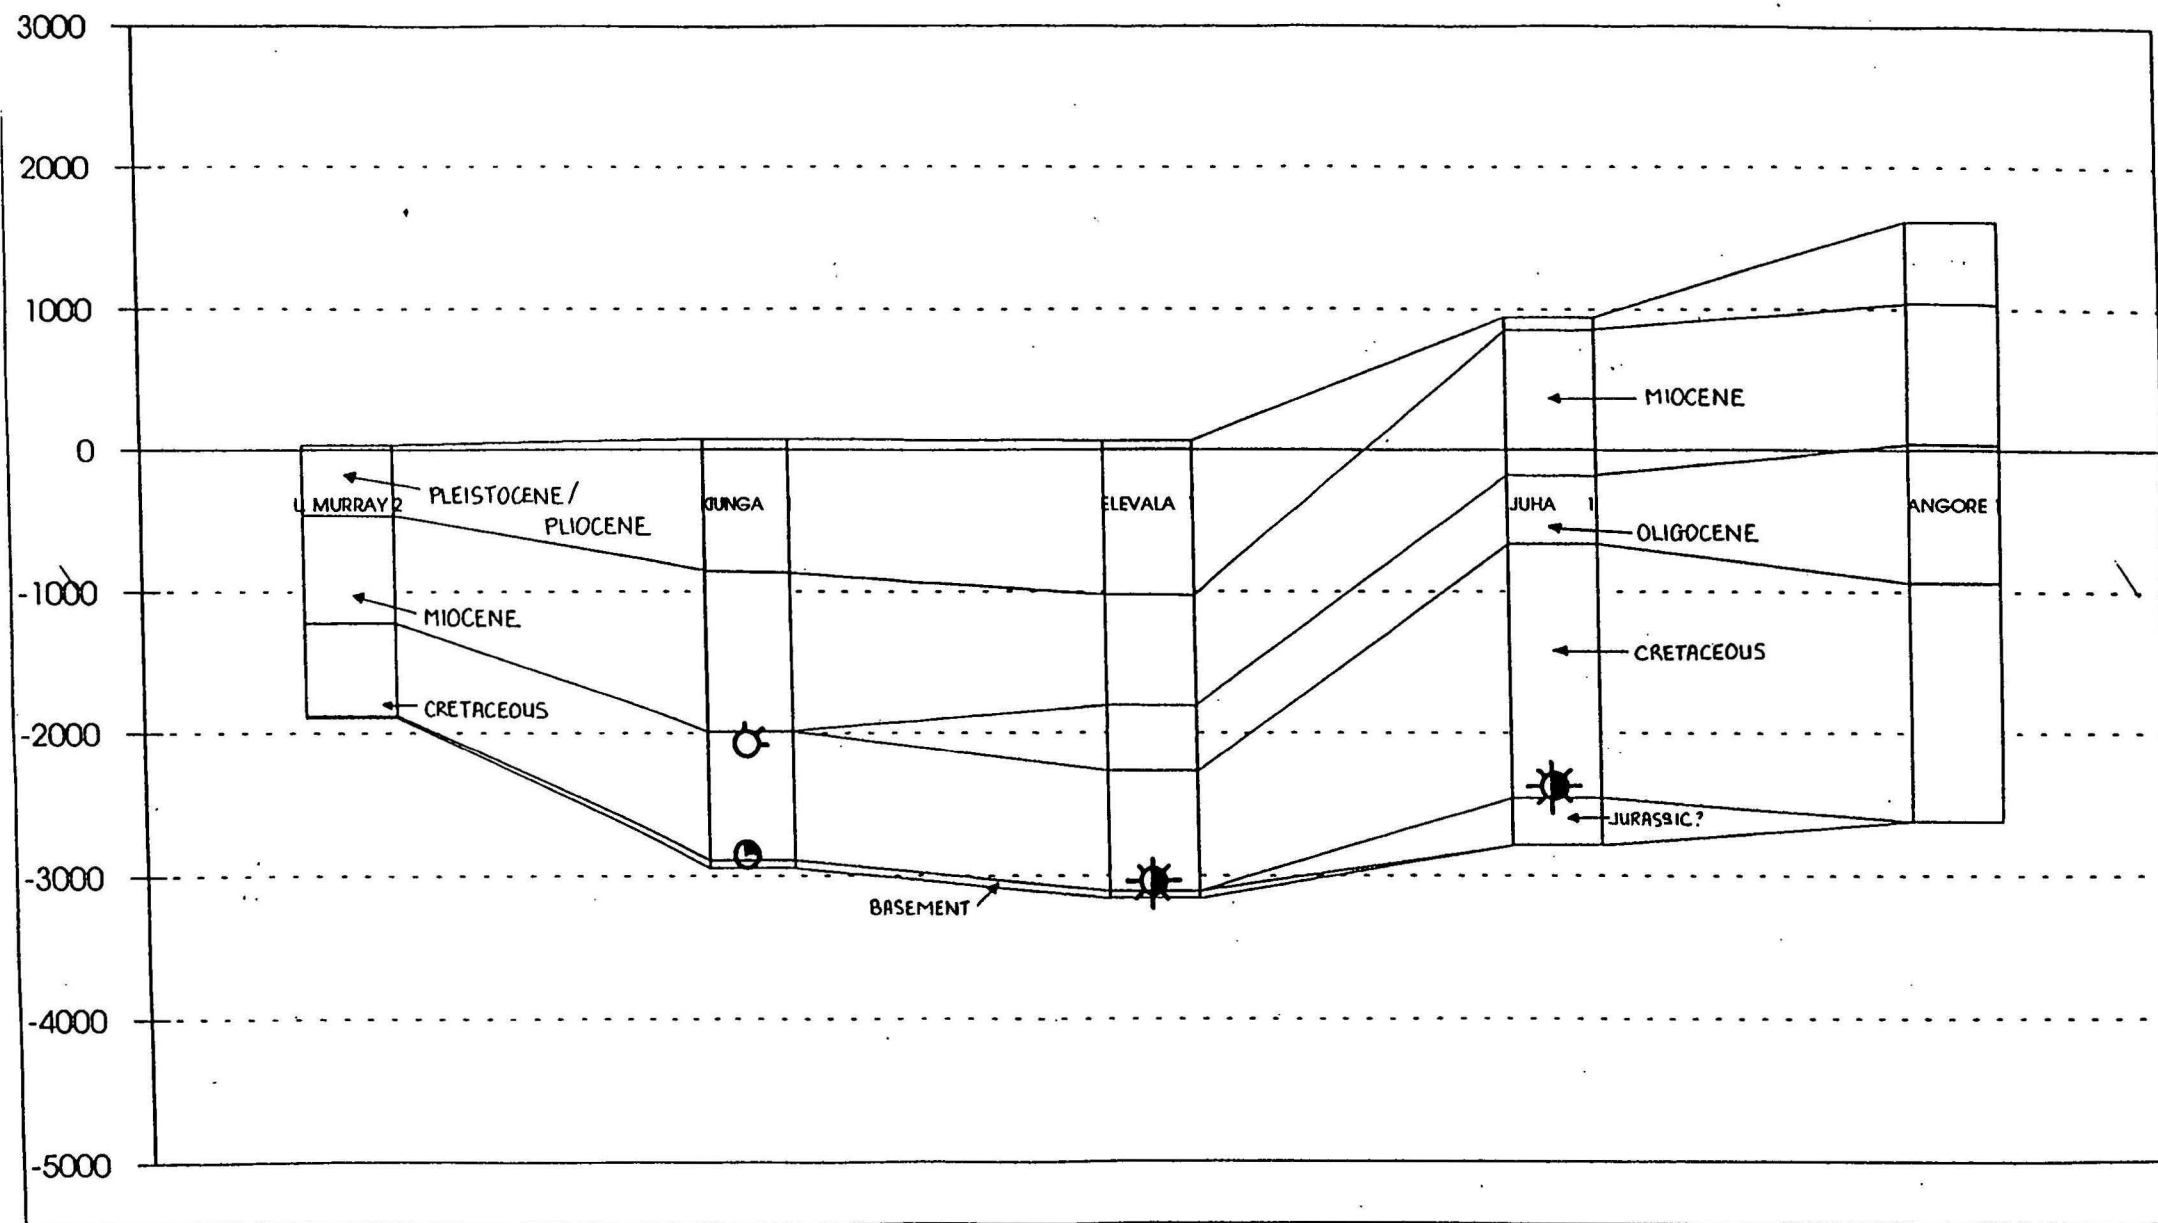 3000
2000
1000
0
-1000
-2000
-3000
-4000
-5000
L. MURRAY 2
KIUNGA
ELEVALA
JUHA 1
ANGORE 1
PLEISTOCENE/
PLIOCENE
MIOCENE
CRETACEOUS
BASEMENT
MIOCENE
OLIGOCENE
CRETACEOUS
JURASSIC?